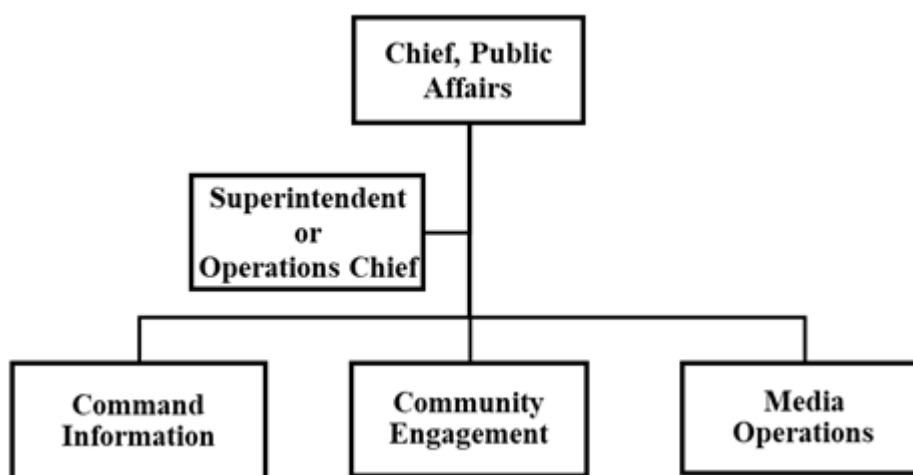 Chief, Public
Affairs
Superintendent
or
Operations Chief
Command
Information
Community
Engagement
Media
Operations